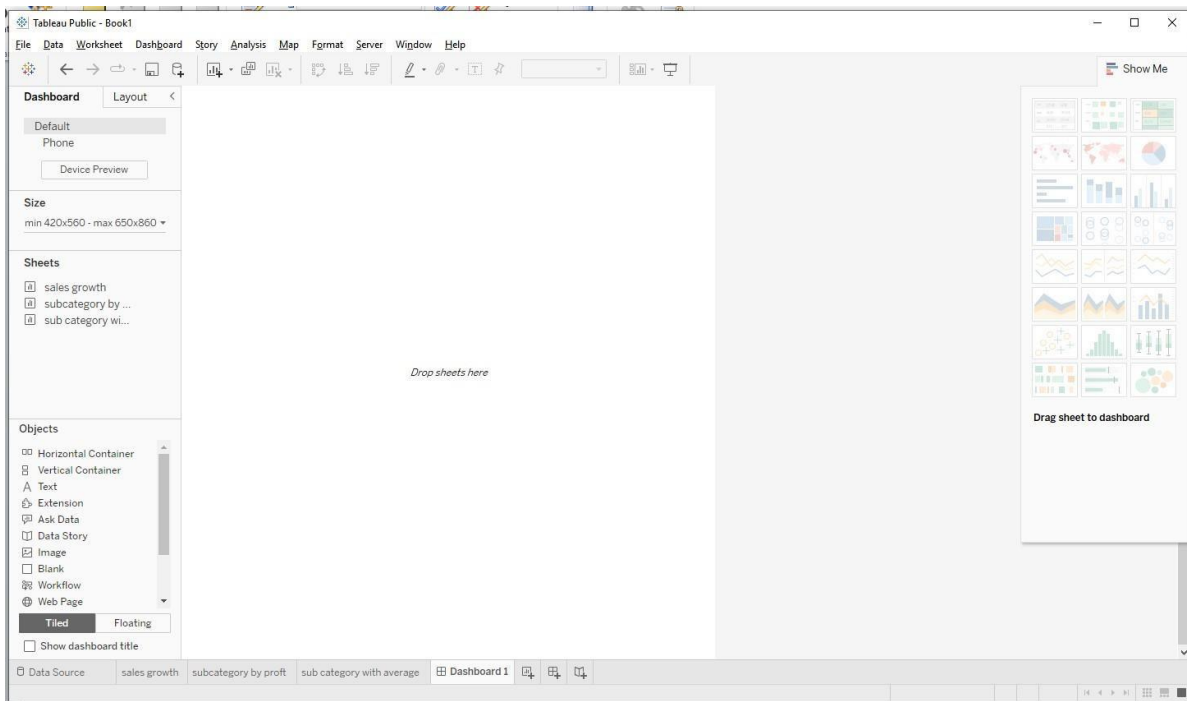 Tableau Public - Book1
File Data Worksheet Dashboard Story Analysis Map Format Server Window Help
Show Me
Dashboard Layout
Default
Phone
Device Preview
Size
min 420x560 - max 650x860
Sheets
sales growth
subcategory by ...
sub category wi...
Drop sheets here
Drag sheet to dashboard
Objects
Horizontal Container
Vertical Container
A Text
Extension
Ask Data
Data Story
Image
Blank
Workflow
Web Page
Tiled Floating
Show dashboard title
Data Source sales growth subcategory by proft sub category with average Dashboard 1